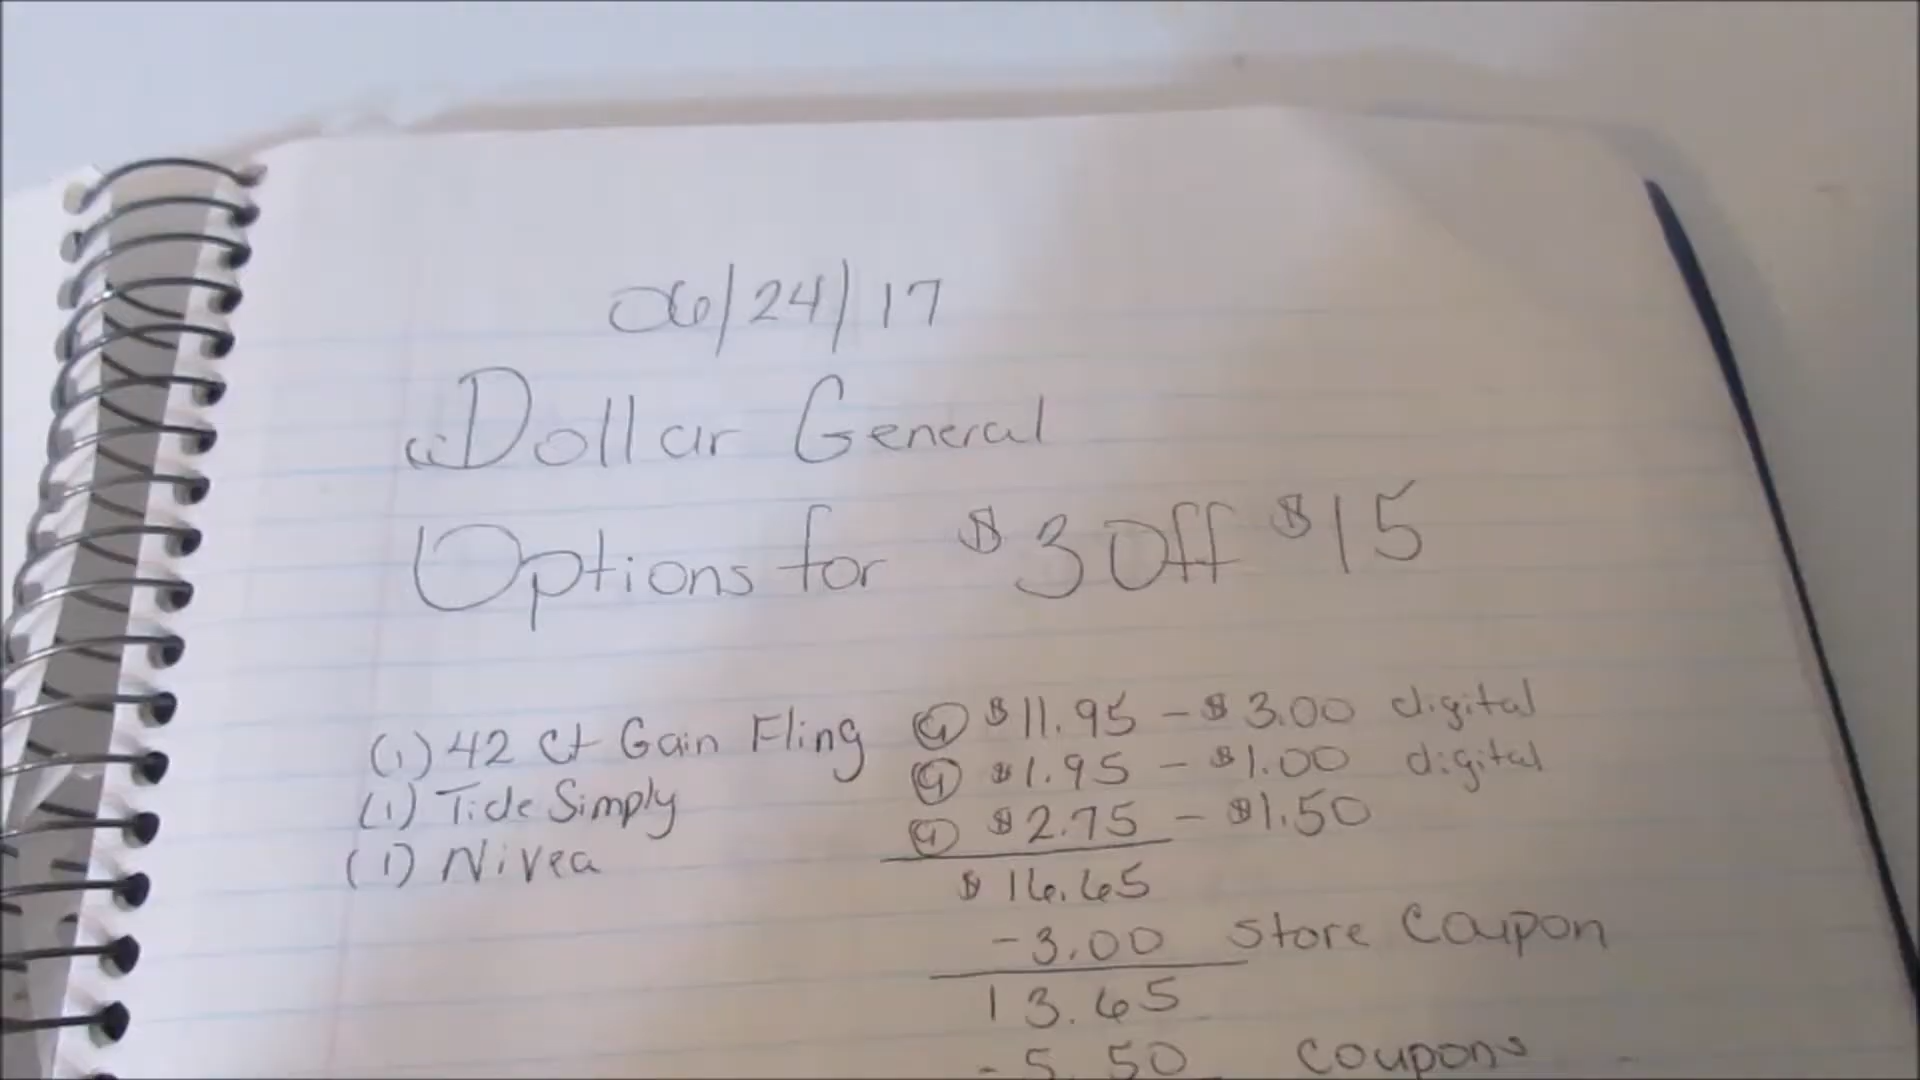 06/24/17
Dollar General
Options for $3 Off $15
(1) 42 ct Gain Fling @ $11.95 - $3.00 digital
(1) Tide Simply @ $1.95 - $1.00 digital
(1) Nivea @ $2.75 - $1.50
$16.65
-3.00 Store Coupon
13.65
-5.50 Coupons